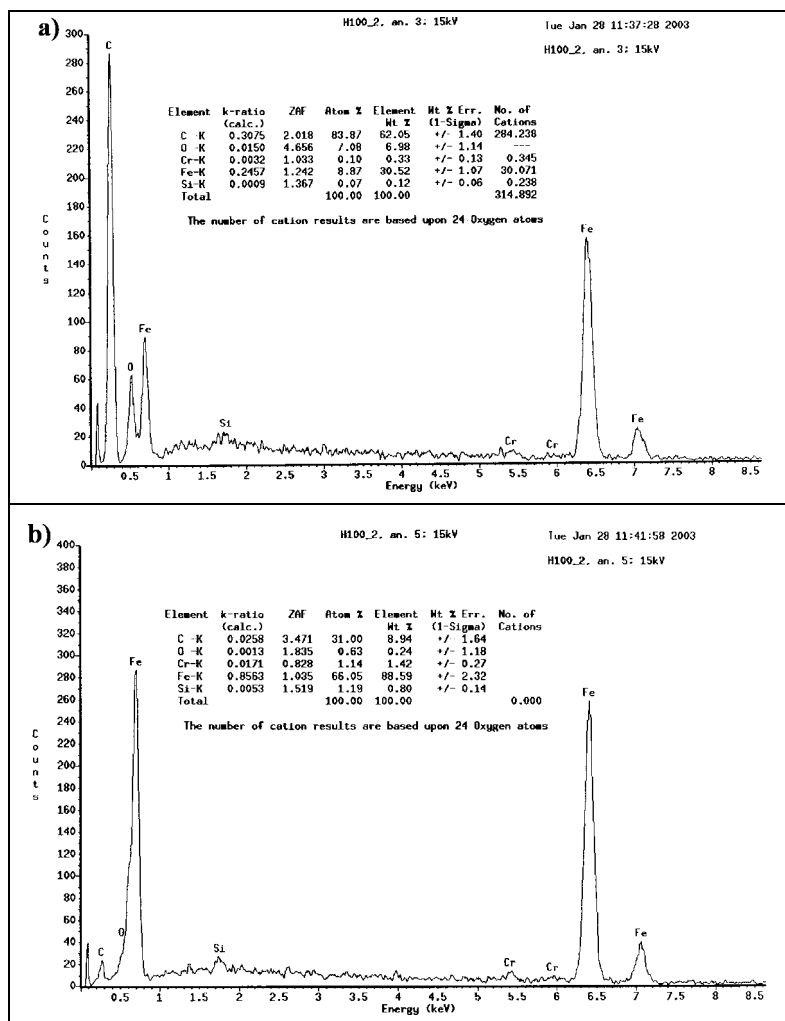 a)
H100_2, an. 3; 15kV
Tue Jan 28 11:37:28 2003
H100_2, an. 3; 15kV
Element k-ratio ZAF Atom % Element Wt % Err. No. of
(calc.) Wt % (1-Sigma) Cations
C -K 0.3075 2.018 83.87 62.05 +/- 1.40 284.238
O -K 0.0150 4.656 7.08 6.98 +/- 1.14 ---
Cr-K 0.0032 1.033 0.10 0.33 +/- 0.13 0.345
Fe-K 0.2457 1.242 8.87 30.52 +/- 1.07 30.071
Si-K 0.0009 1.367 0.07 0.12 +/- 0.06 0.238
Total 100.00 100.00 314.892
The number of cation results are based upon 24 Oxygen atoms
300
280
260
240
220
200
180
160
140
120
100
80
60
40
20
0
Counts
C
O
Fe
Si
Cr
Cr
Fe
Fe
0.5 1 1.5 2 2.5 3 3.5 4 4.5 5 5.5 6 6.5 7 7.5 8 8.5
Energy (keV)
b)
H100_2, an. 5; 15kV
Tue Jan 28 11:41:58 2003
H100_2, an. 5; 15kV
Element k-ratio ZAF Atom % Element Wt % Err. No. of
(calc.) Wt % (1-Sigma) Cations
C -K 0.0258 3.471 31.00 8.94 +/- 1.64
O -K 0.0013 1.835 0.63 0.24 +/- 1.18
Cr-K 0.0171 0.828 1.14 1.42 +/- 0.27
Fe-K 0.8563 1.035 66.05 88.59 +/- 2.32
Si-K 0.0053 1.519 1.19 0.80 +/- 0.14
Total 100.00 100.00 0.000
The number of cation results are based upon 24 Oxygen atoms
400
380
360
340
320
300
280
260
240
220
200
180
160
140
120
100
80
60
40
20
0
Counts
C
O
Fe
Si
Cr
Cr
Fe
Fe
0.5 1 1.5 2 2.5 3 3.5 4 4.5 5 5.5 6 6.5 7 7.5 8 8.5
Energy (keV)